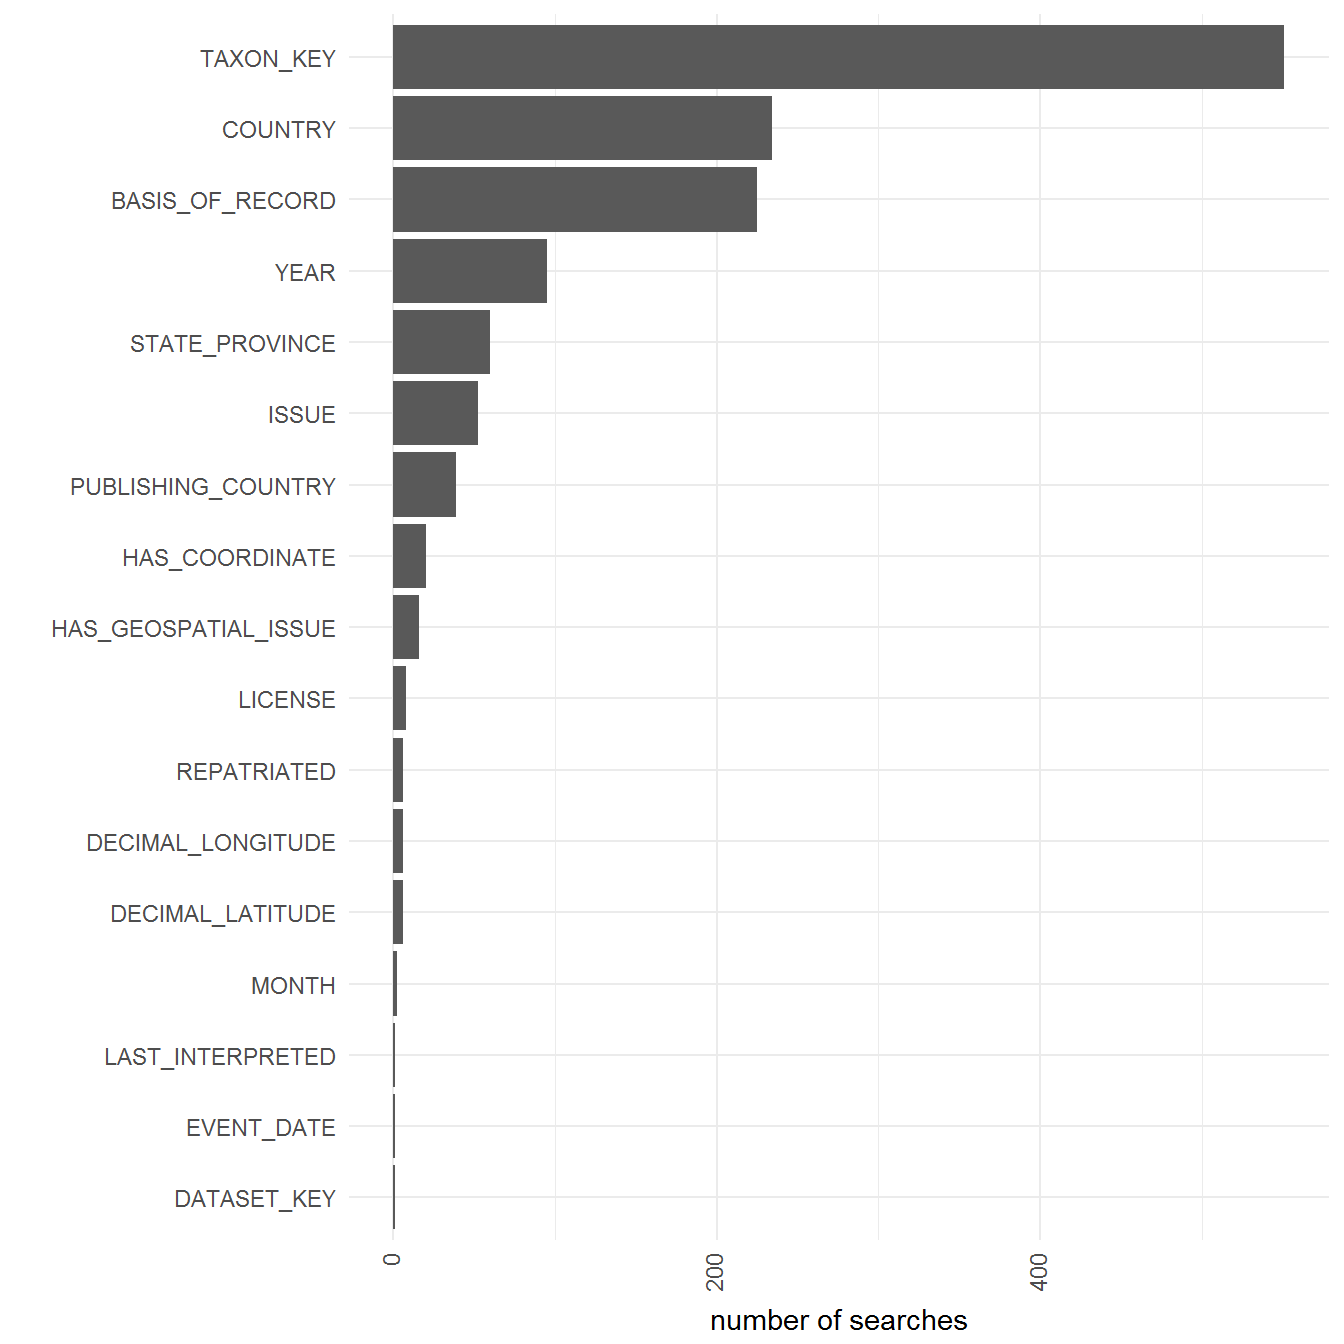 TAXON_KEY
COUNTRY
BASIS_OF_RECORD
YEAR
STATE_PROVINCE
ISSUE
PUBLISHING_COUNTRY
HAS_COORDINATE
HAS_GEOSPATIAL_ISSUE
LICENSE
REPATRIATED
DECIMAL_LONGITUDE
DECIMAL_LATITUDE
MONTH
LAST_INTERPRETED
EVENT_DATE
DATASET_KEY
0 200 400
number of searches